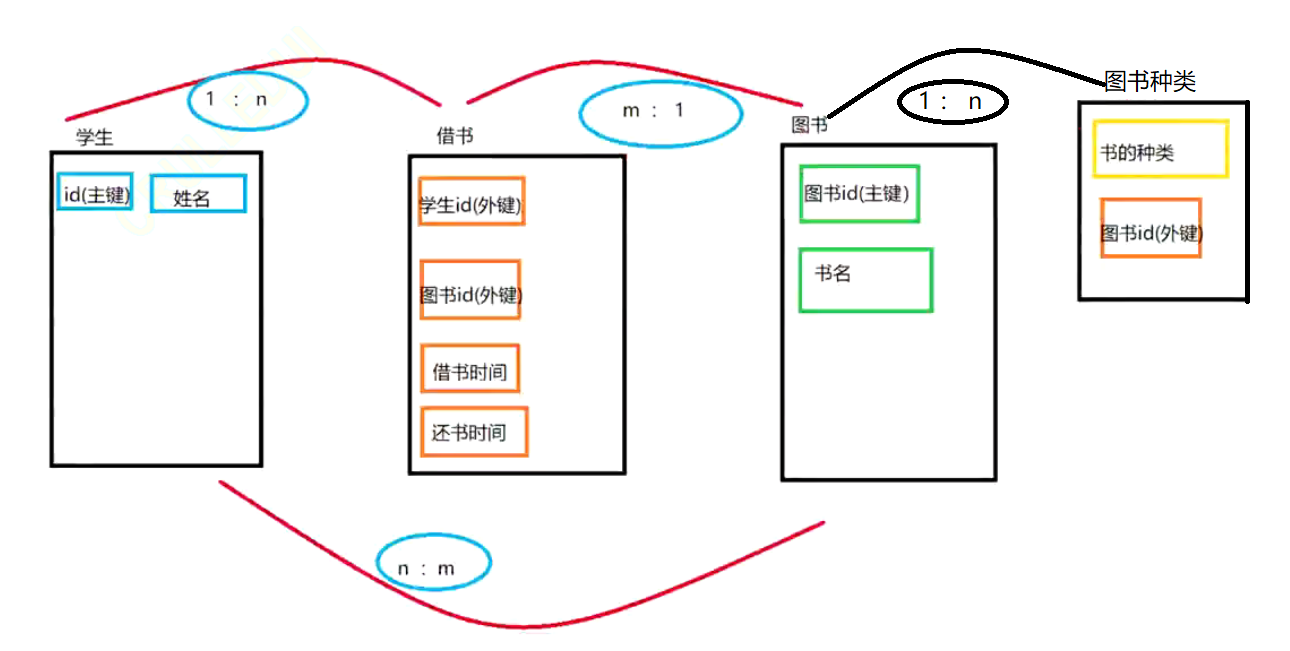 图书种类
1 : n
m : 1
1 : n
学生
借书
图书
id(主键)
姓名
学生id(外键)
图书id(外键)
借书时间
还书时间
图书id(主键)
书名
书的种类
图书id(外键)
n : m